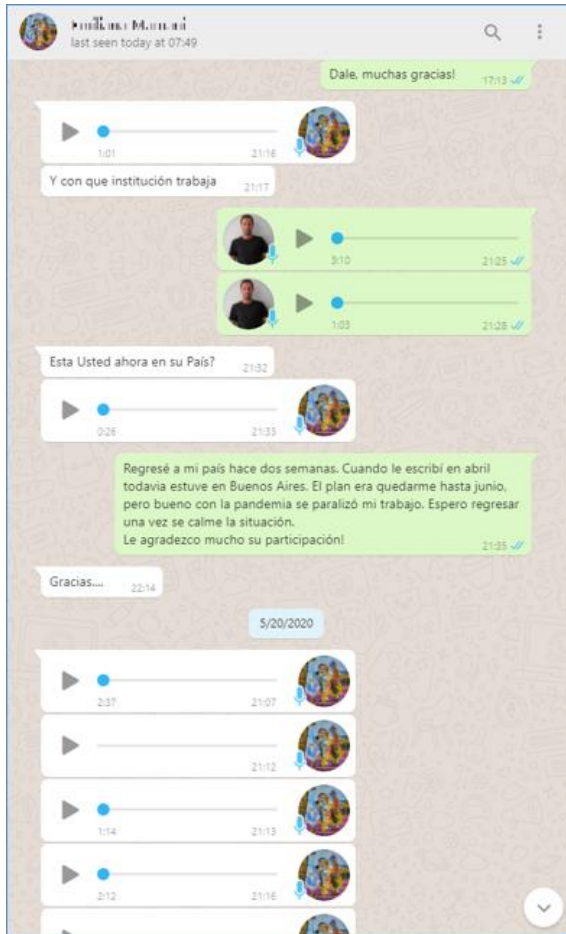 last seen today at 07:49
Dale, muchas gracias! 17:13
1:01 21:16
Y con que institución trabaja 21:17
3:10 21:25
1:03 21:28
Esta Usted ahora en su País? 21:32
0:26 21:33
Regresé a mi país hace dos semanas. Cuando le escribí en abril
todavia estuve en Buenos Aires. El plan era quedarme hasta junio,
pero bueno con la pandemia se paralizó mi trabajo. Espero regresar
una vez se calme la situación.
Le agradezco mucho su participación! 21:35
Gracias.... 22:14
5/20/2020
2:37 21:07
21:12
1:14 21:13
2:12 21:16